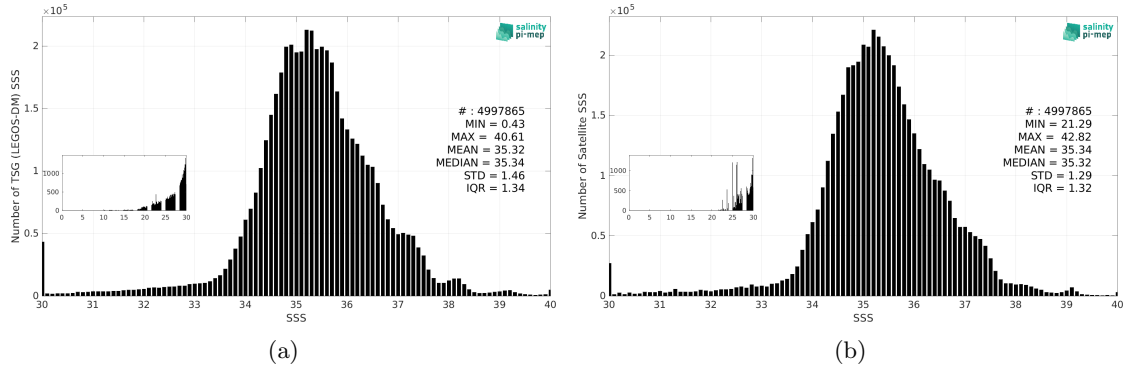 ×10⁵
salinity
pi-mep
2
1.5
1
0.5
0
Number of TSG (LEGOS-DM) SSS
# : 4997865
MIN = 0.43
MAX = 40.61
MEAN = 35.32
MEDIAN = 35.34
STD = 1.46
IQR = 1.34
1000
500
0
0 5 10 15 20 25 30
30 31 32 33 34 35 36 37 38 39 40
SSS
(a)
×10⁵
salinity
pi-mep
2
1.5
1
0.5
0
Number of Satellite SSS
# : 4997865
MIN = 21.29
MAX = 42.82
MEAN = 35.34
MEDIAN = 35.32
STD = 1.29
IQR = 1.32
1000
500
0
0 5 10 15 20 25 30
30 31 32 33 34 35 36 37 38 39 40
SSS
(b)